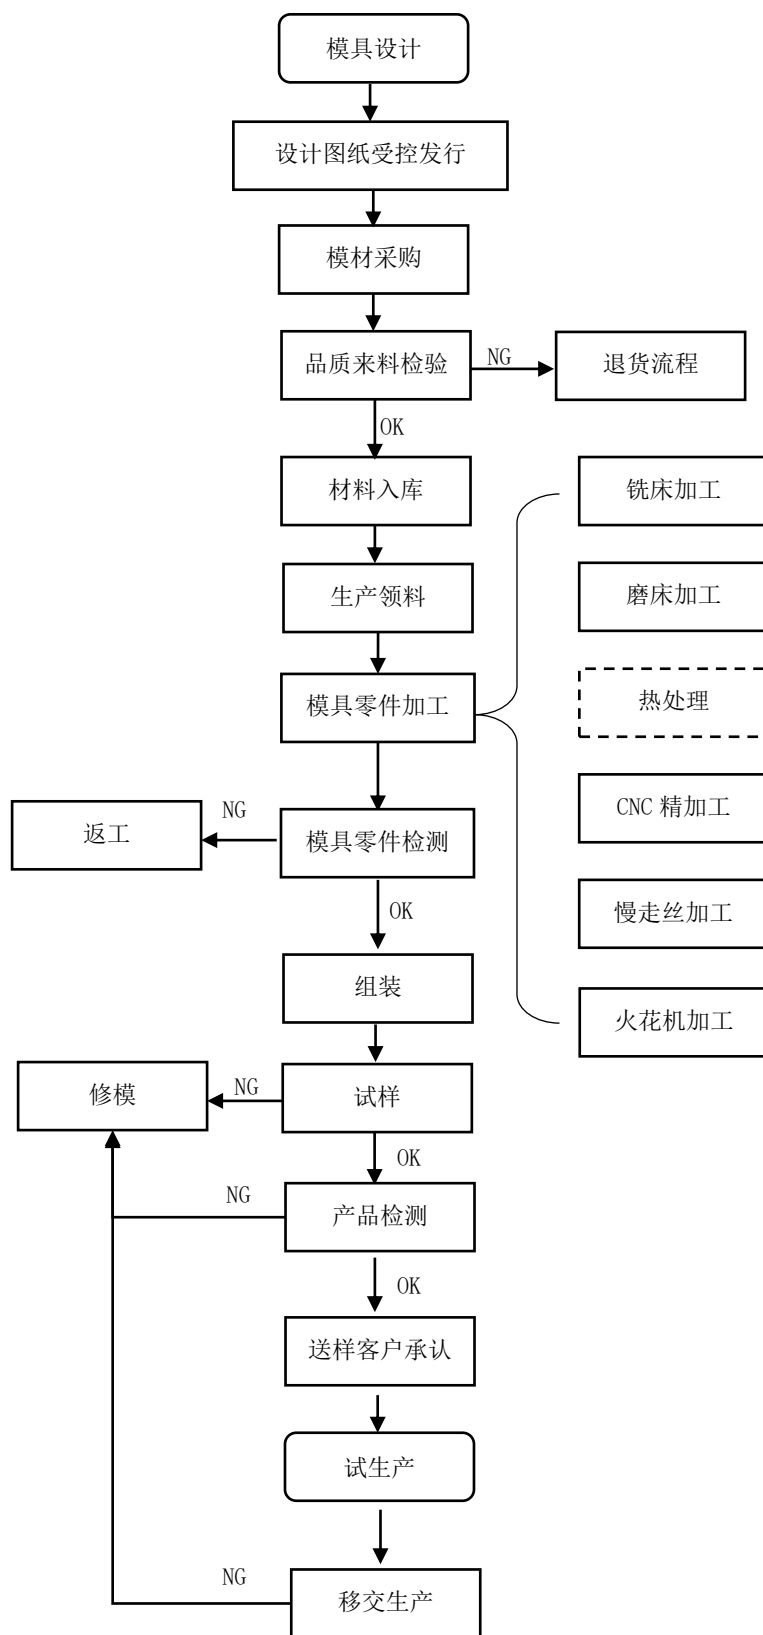 模具设计
设计图纸受控发行
模材采购
品质来料检验
NG
退货流程
OK
材料入库
铣床加工
生产领料
磨床加工
模具零件加工
热处理
CNC 精加工
NG
返工
模具零件检测
OK
慢走丝加工
组装
火花机加工
修模
NG
试样
OK
NG
产品检测
OK
送样客户承认
试生产
NG
移交生产